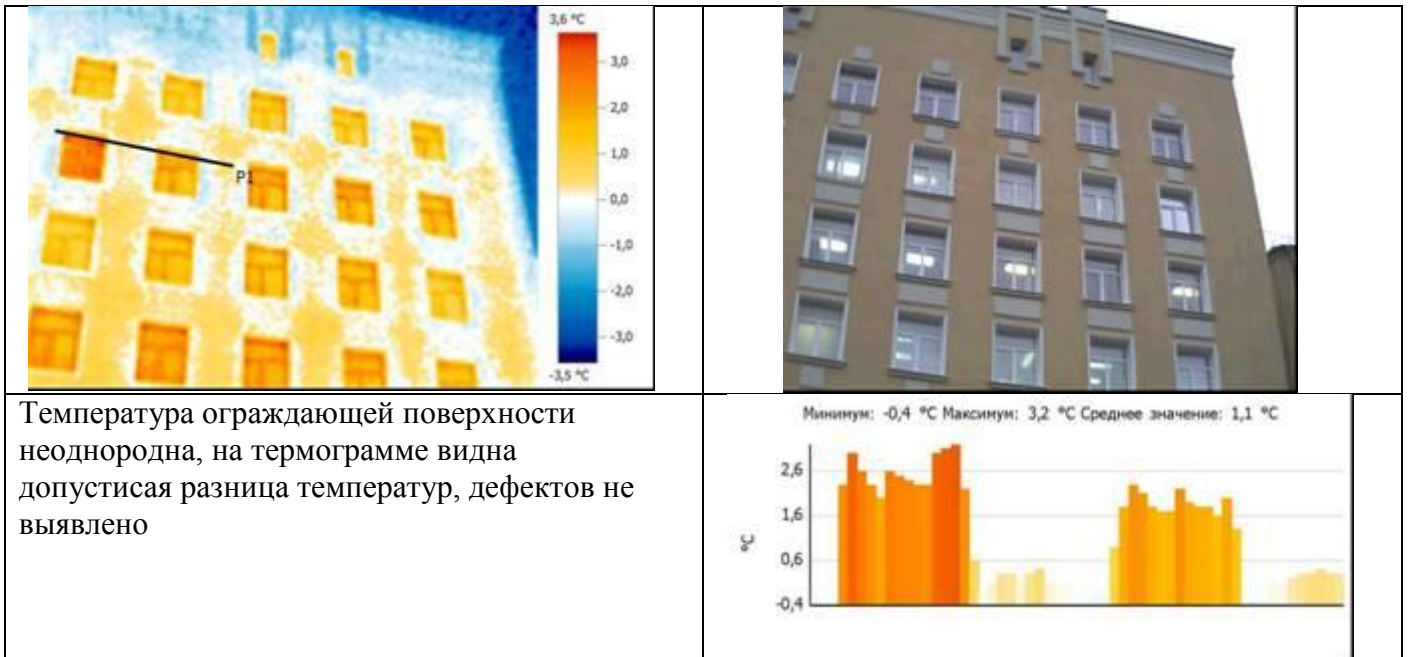 3,6 °C
3,0
2,0
1,0
0,0
-1,0
-2,0
-3,0
-3,5 °C
P1
Температура ограждающей поверхности
неоднородна, на термограмме видна
допустисая разница температур, дефектов не
выявлено
Минимум: -0,4 °C Максимум: 3,2 °C Среднее значение: 1,1 °C
2,6
1,6
0,6
-0,4
°C